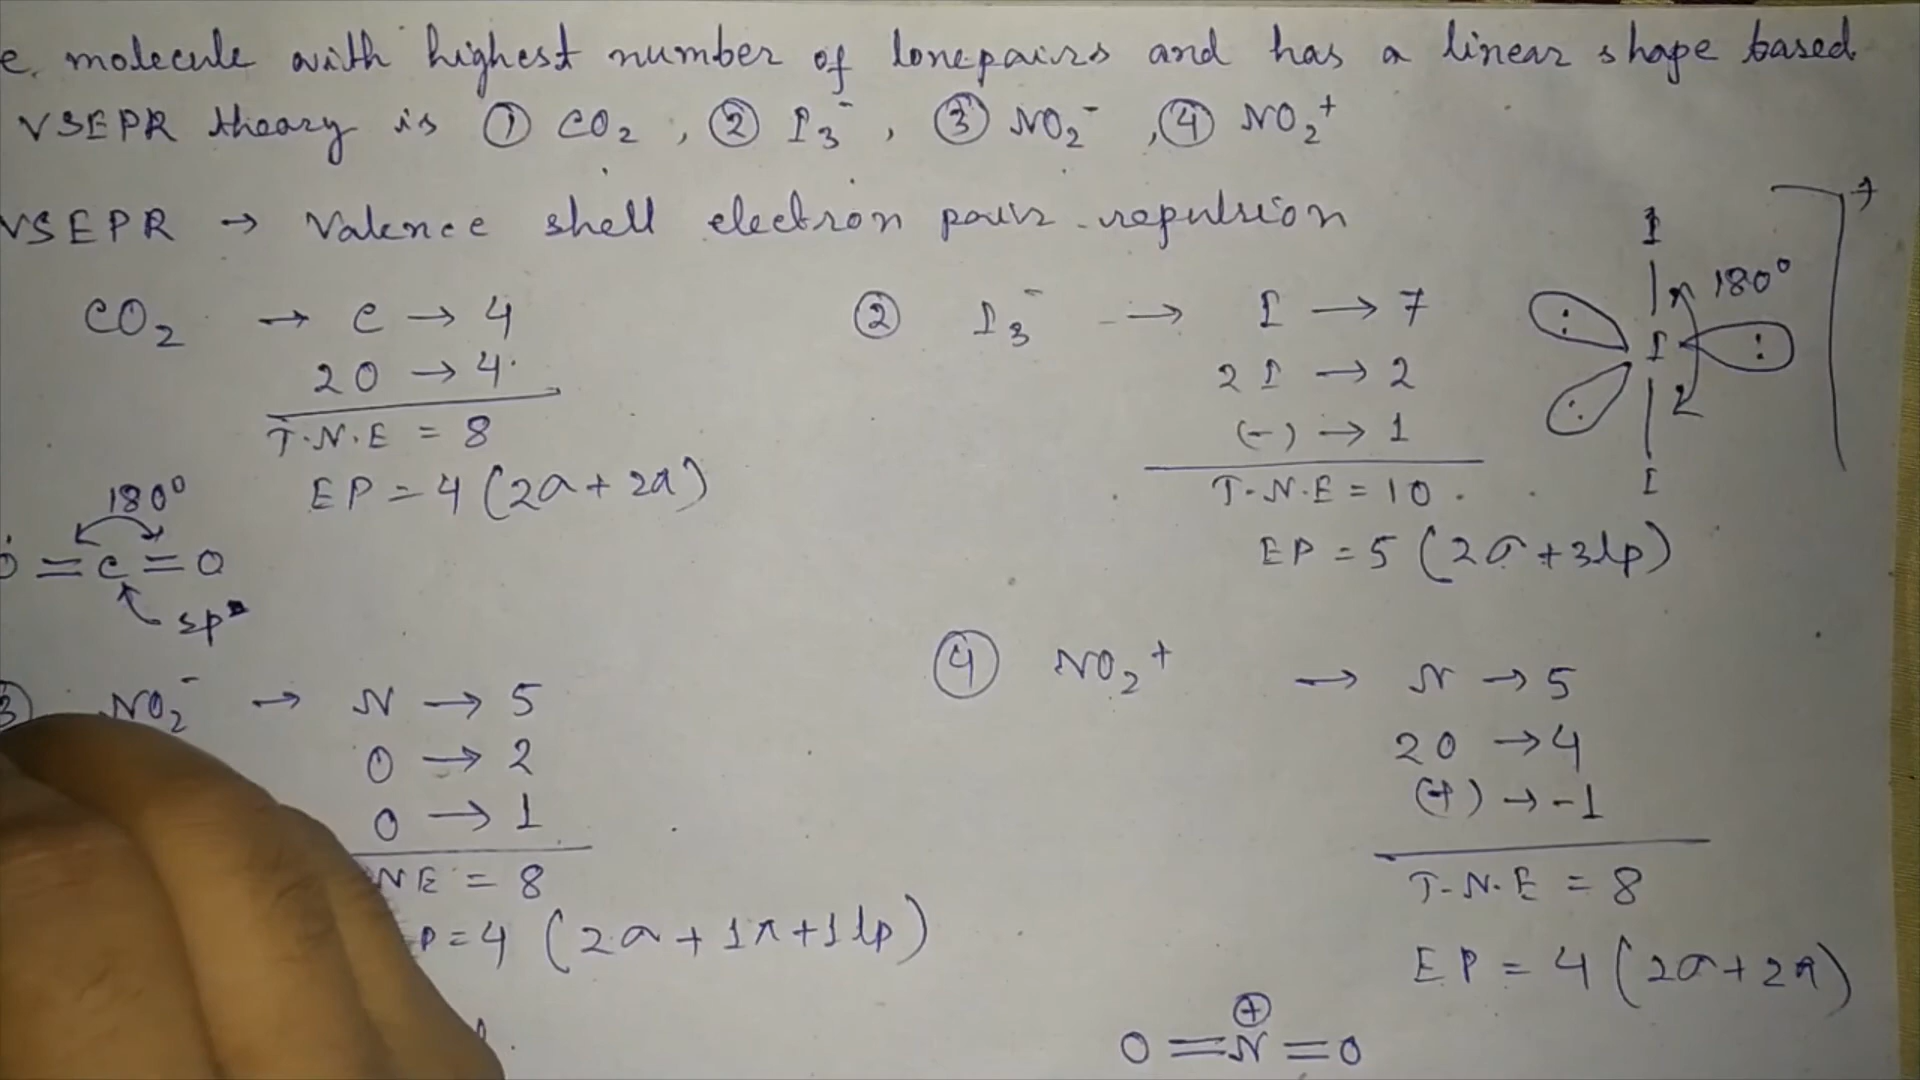 e molecule with highest number of lonepairs and has a linear shape based
VSEPR theory is ① CO₂ , ② I₃⁻ , ③ NO₂⁻ , ④ NO₂⁺
VSEPR → Valence shell electron pair repulsion
CO₂ → C → 4
2O → 4
T.N.E = 8
EP = 4 (2σ + 2π)
180°
O = C = O
sp
② I₃⁻ → I → 7
2I → 2
(-) → 1
T.N.E = 10
EP = 5 (2σ + 3lp)
I
180°
I
I
+
③ NO₂⁻ → N → 5
O → 2
O → 1
NE = 8
P = 4 (2σ + 1π + 1lp)
④ NO₂⁺ → N → 5
2O → 4
(+) → -1
T.N.E = 8
EP = 4 (2σ + 2π)
+
O = N = O